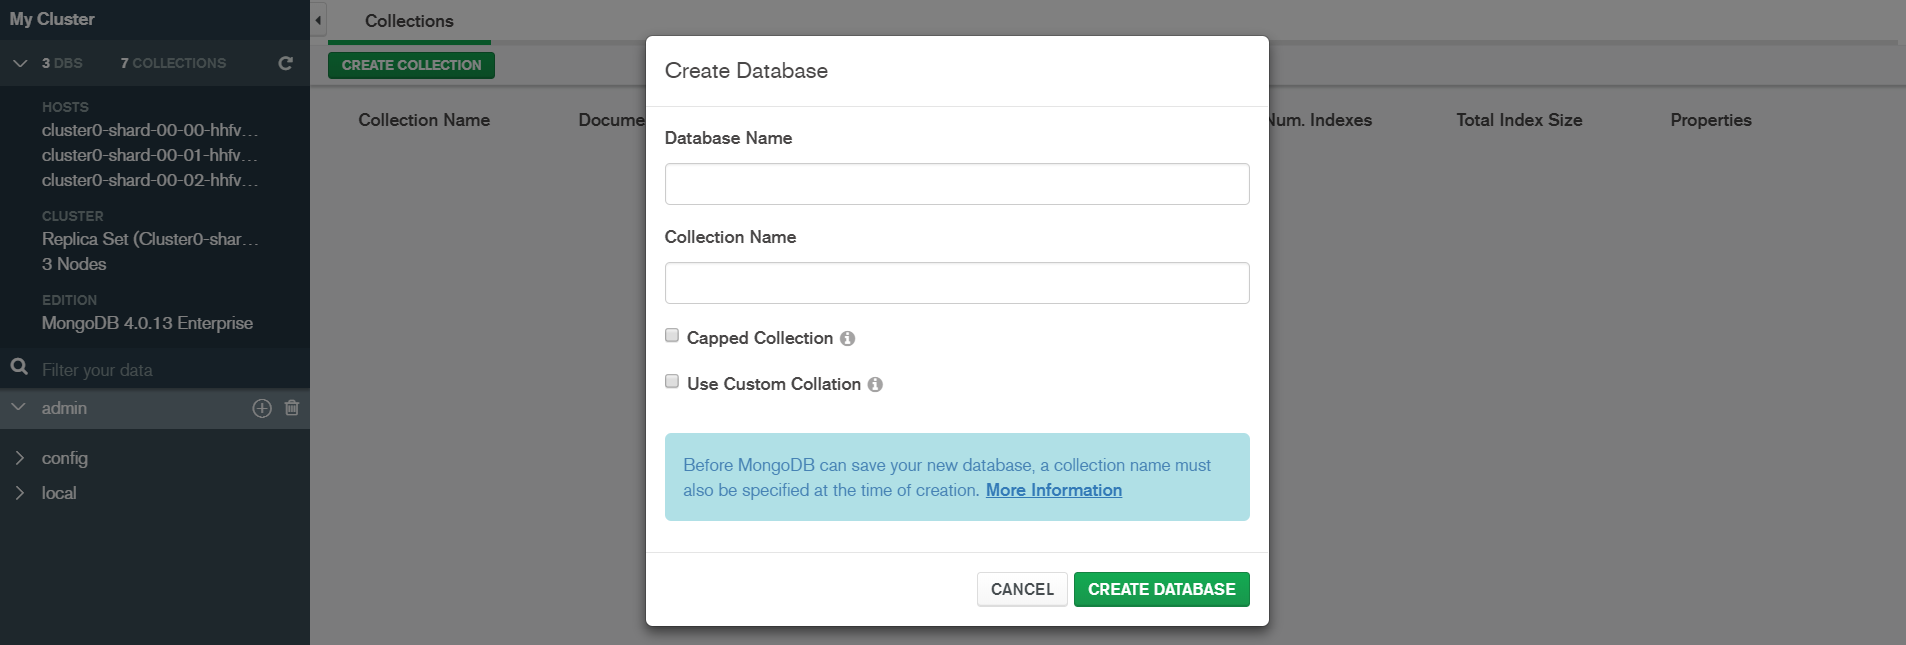 My Cluster
3 DBS 7 COLLECTIONS
HOSTS
cluster0-shard-00-00-hhfv...
cluster0-shard-00-01-hhfv...
cluster0-shard-00-02-hhfv...
CLUSTER
Replica Set (Cluster0-shar...
3 Nodes
EDITION
MongoDB 4.0.13 Enterprise
Filter your data
admin
config
local
Collections
CREATE COLLECTION
Collection Name Docume Num. Indexes Total Index Size Properties
Create Database
Database Name
Collection Name
Capped Collection
Use Custom Collation
Before MongoDB can save your new database, a collection name must
also be specified at the time of creation. More Information
CANCEL CREATE DATABASE